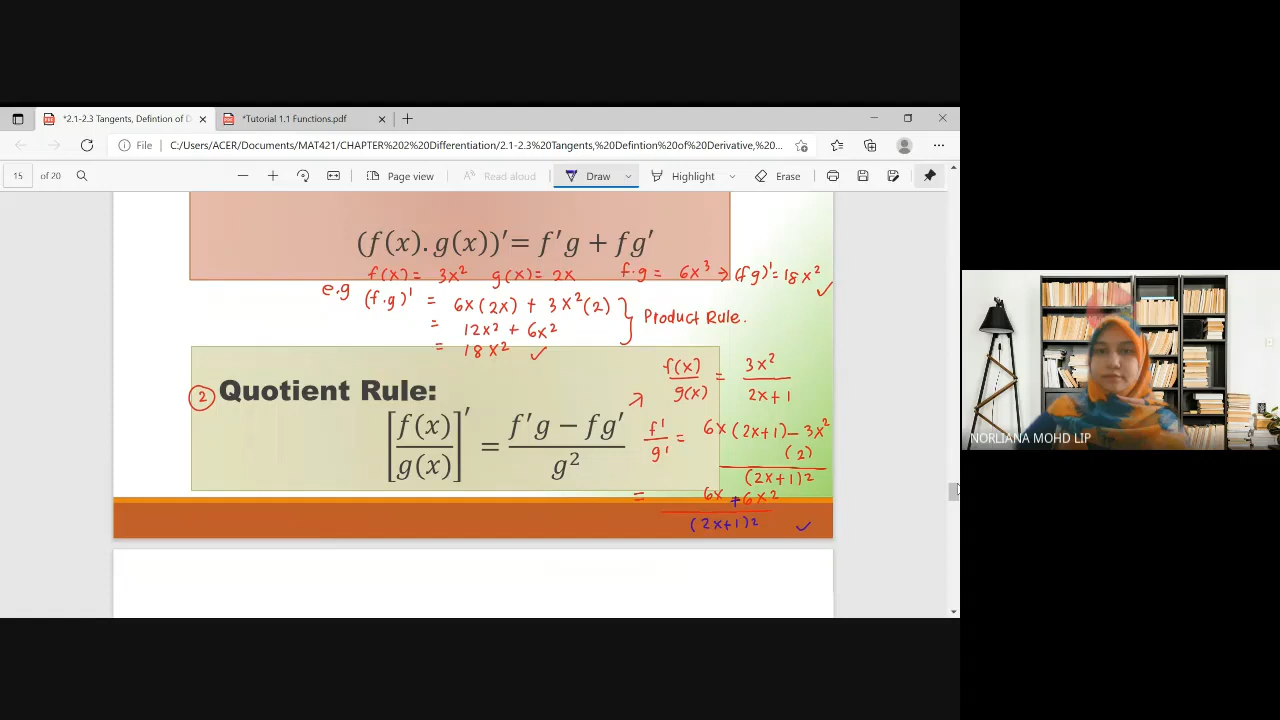 *2.1-2.3 Tangents, Defintion of D
*Tutorial 1.1 Functions.pdf
File
C:/Users/ACER/Documents/MAT421/CHAPTER%202%20Differentiation/2.1-2.3%20Tangents,%20Defintion%20of%20Derivative,%20...
15 of 20
Page view
Read aloud
Draw
Highlight
Erase
(f(x).g(x))' = f'g + fg'
f(x) = 3x² g(x) = 2x f·g = 6x³ → (fg)' = 18x² ✓
e.g (f·g)' = 6x(2x) + 3x²(2)
= 12x² + 6x²
= 18x² ✓
} Product Rule.
② Quotient Rule:
[f(x)/g(x)]' = (f'g − fg')/g²
f(x)/g(x) = 3x²/2x+1
f'/g' = 6x(2x+1) − 3x²(2)/(2x+1)²
= 6x + 6x²/(2x+1)² ✓
NORLIANA MOHD LIP